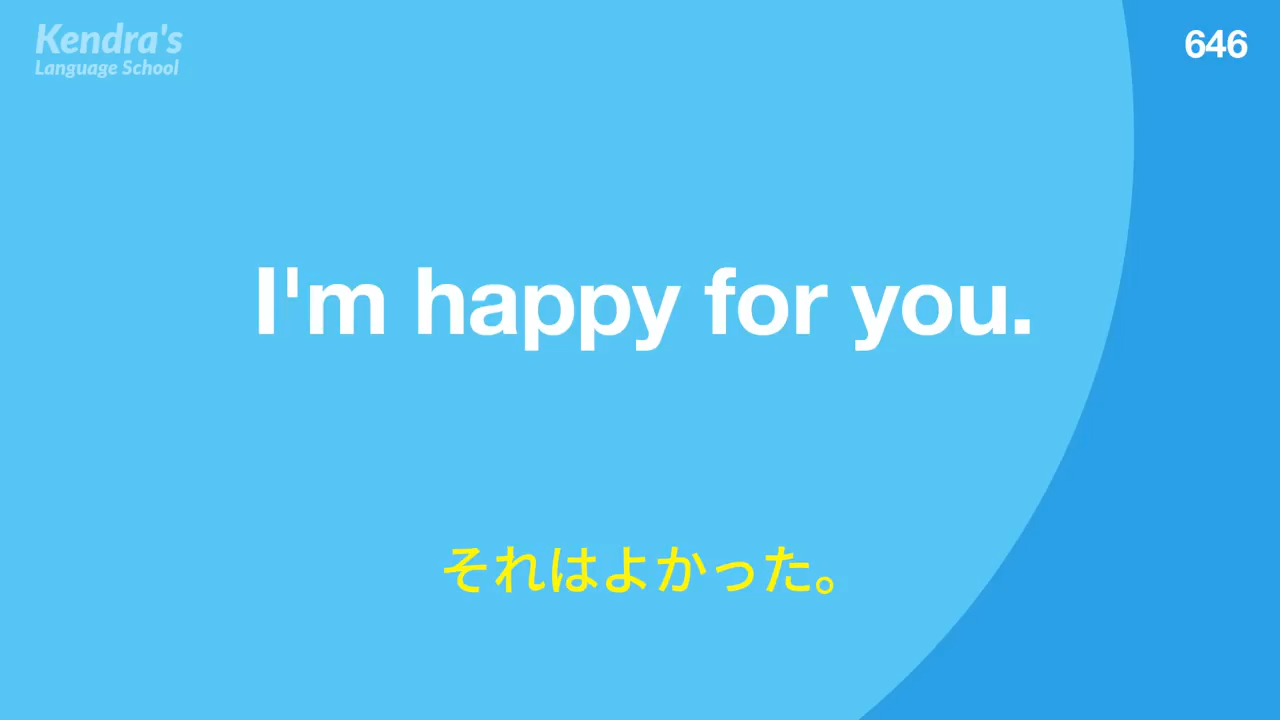 Kendra's
Language School
646
I'm happy for you.
それはよかった。